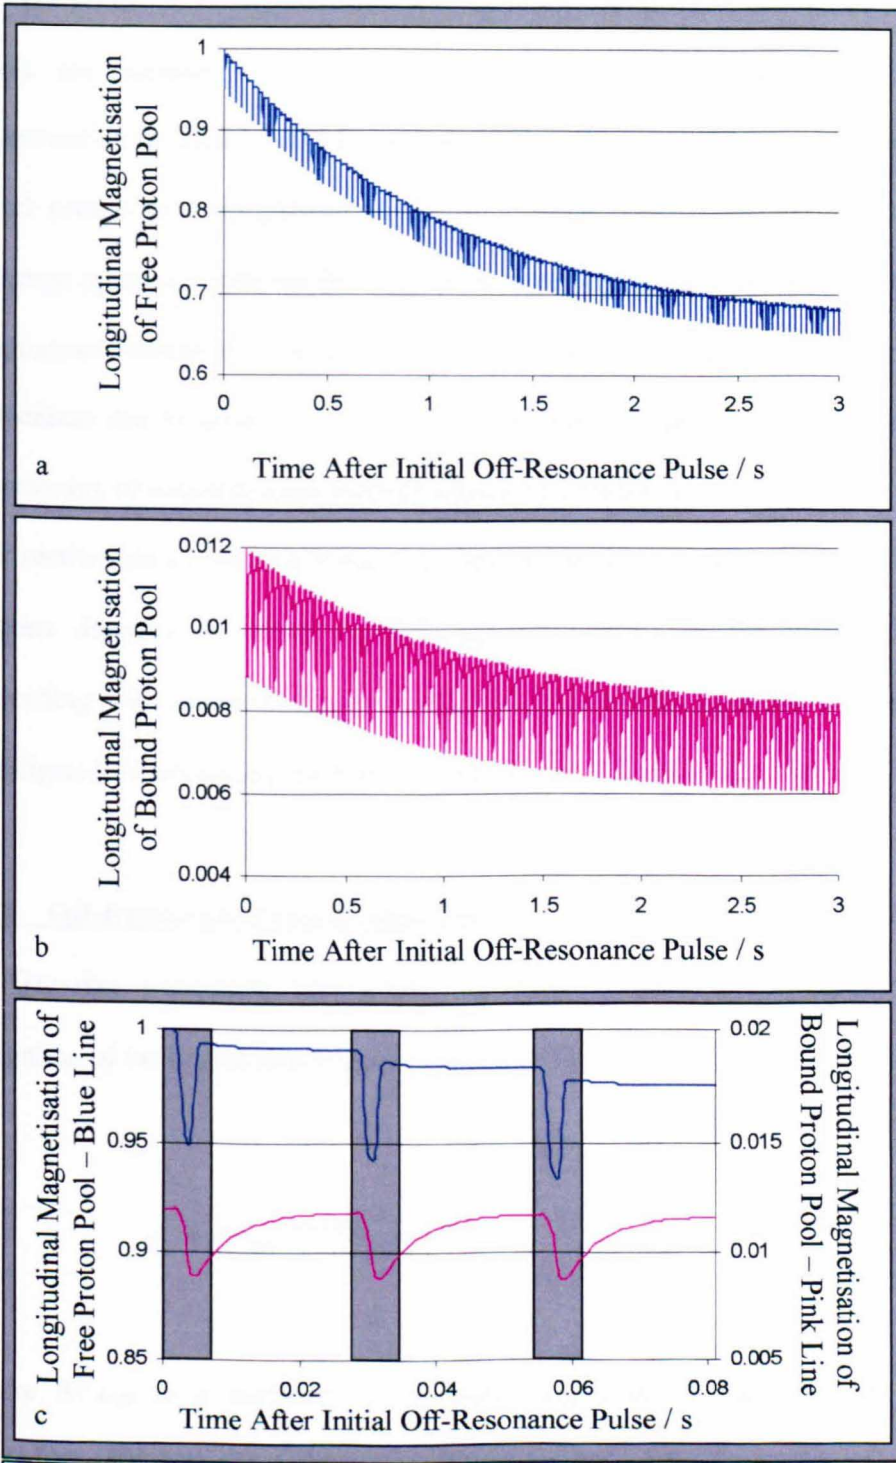 Longitudinal Magnetisation
of Free Proton Pool
1
0.9
0.8
0.7
0.6
0
0.5
1
1.5
2
2.5
3
a
Time After Initial Off-Resonance Pulse / s
Longitudinal Magnetisation
of Bound Proton Pool
0.012
0.01
0.008
0.006
0.004
0
0.5
1
1.5
2
2.5
3
b
Time After Initial Off-Resonance Pulse / s
Longitudinal Magnetisation of
Free Proton Pool – Blue Line
1
0.95
0.9
0.85
0
0.02
0.04
0.06
0.08
0.02
0.015
0.01
0.005
Longitudinal Magnetisation of
Bound Proton Pool – Pink Line
c
Time After Initial Off-Resonance Pulse / s